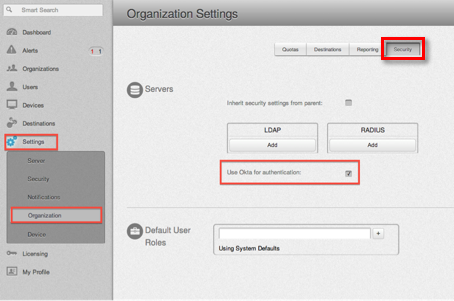 Smart Search
Organization Settings
Dashboard
Alerts
Organizations
Users
Devices
Destinations
Settings
Server
Security
Notifications
Organization
Device
Licensing
My Profile
Quotas
Destinations
Reporting
Security
Servers
Inherit security settings from parent:
LDAP
RADIUS
Add
Add
Use Okta for authentication:
Default User
Roles
+
Using System Defaults